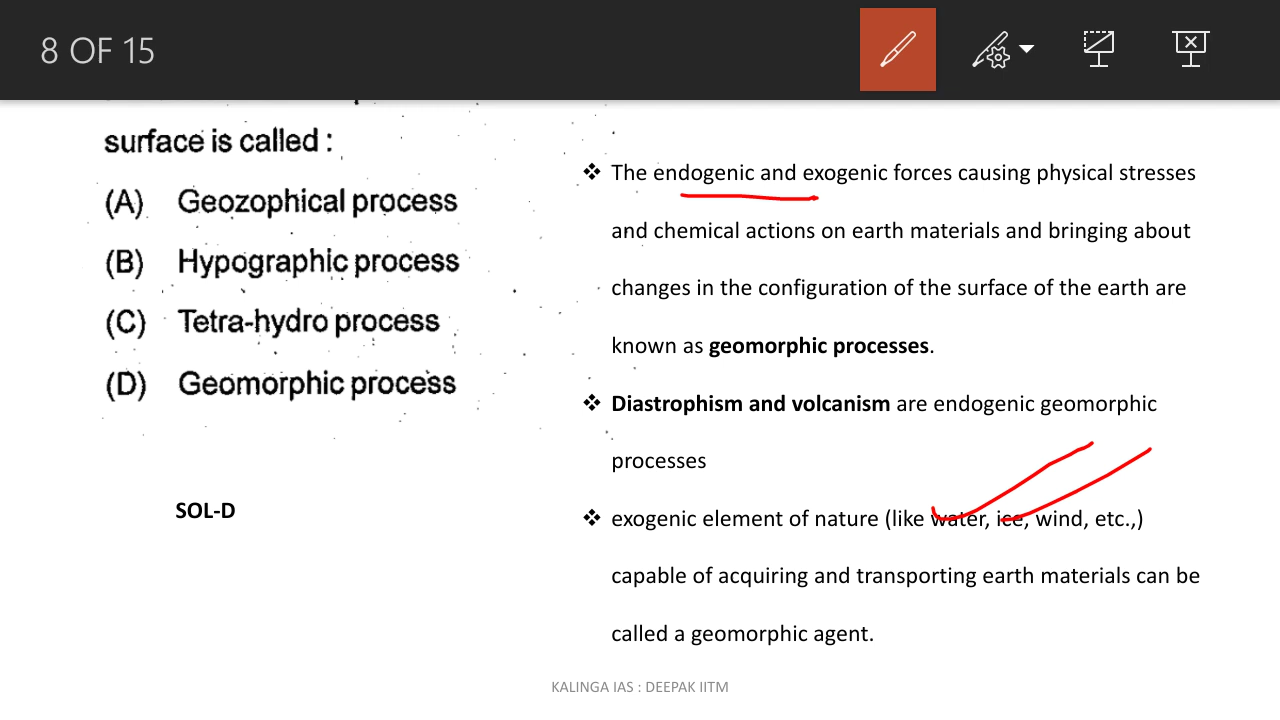 8 OF 15
surface is called :
(A) Geozophical process
(B) Hypographic process
(C) Tetra-hydro process
(D) Geomorphic process
SOL-D
❖ The endogenic and exogenic forces causing physical stresses
and chemical actions on earth materials and bringing about
changes in the configuration of the surface of the earth are
known as geomorphic processes.
❖ Diastrophism and volcanism are endogenic geomorphic
processes
❖ exogenic element of nature (like water, ice, wind, etc.,)
capable of acquiring and transporting earth materials can be
called a geomorphic agent.
KALINGA IAS : DEEPAK IITM